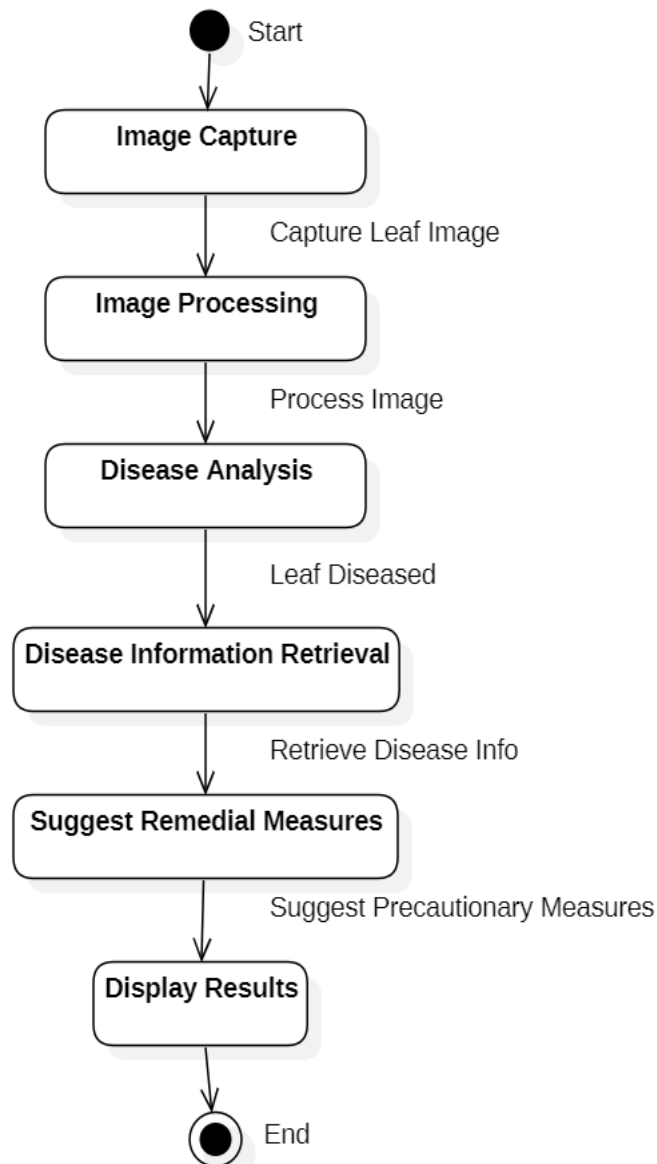 Start
Image Capture
Capture Leaf Image
Image Processing
Process Image
Disease Analysis
Leaf Diseased
Disease Information Retrieval
Retrieve Disease Info
Suggest Remedial Measures
Suggest Precautionary Measures
Display Results
End